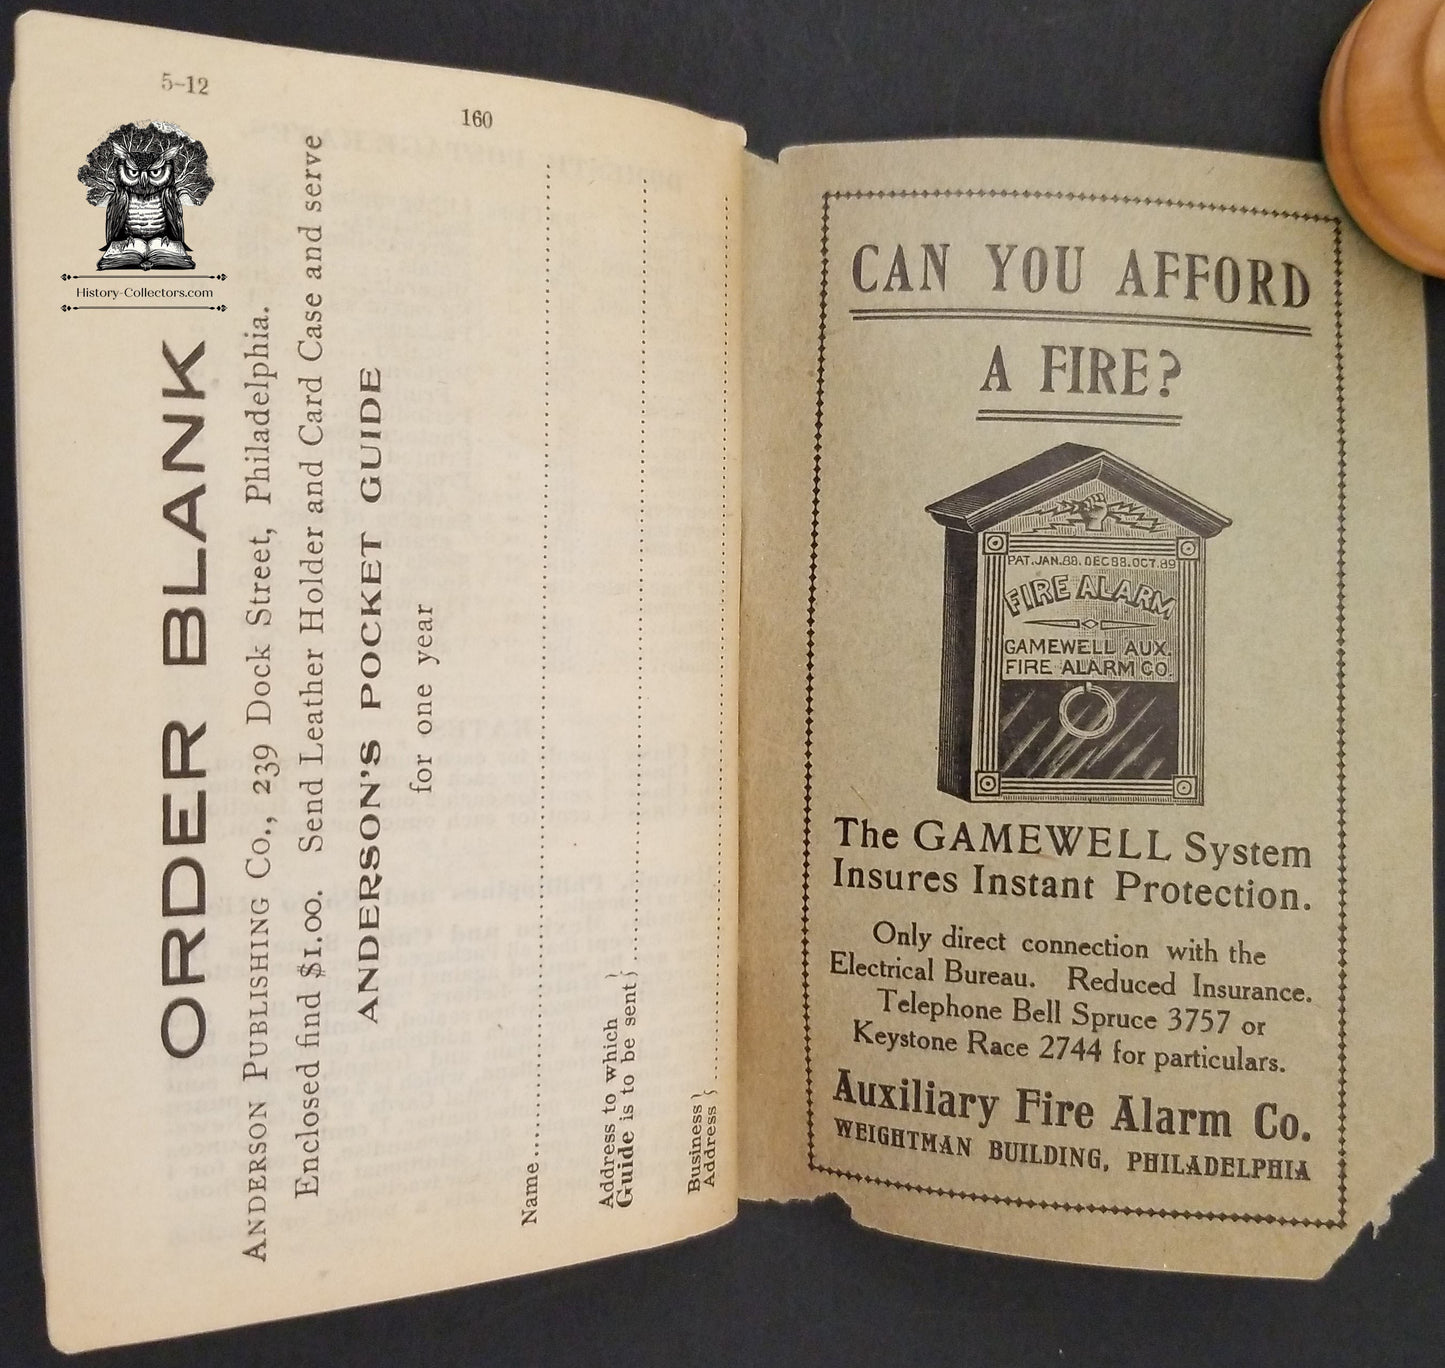 5-12
160
History-Collectors.com
ORDER BLANK
ANDERSON PUBLISHING CO., 239 Dock Street, Philadelphia.
Enclosed find $1.00. Send Leather Holder and Card Case and serve
ANDERSON'S POCKET GUIDE
for one year
Name
Address to which
Guide is to be sent
Business
Address
CAN YOU AFFORD
A FIRE?
PAT. JAN. 88. DEC 88. OCT. 89
FIRE ALARM
GAMEWELL AUX.
FIRE ALARM CO.
The GAMEWELL System
Insures Instant Protection.
Only direct connection with the
Electrical Bureau. Reduced Insurance.
Telephone Bell Spruce 3757 or
Keystone Race 2744 for particulars.
Auxiliary Fire Alarm Co.
WEIGHTMAN BUILDING, PHILADELPHIA